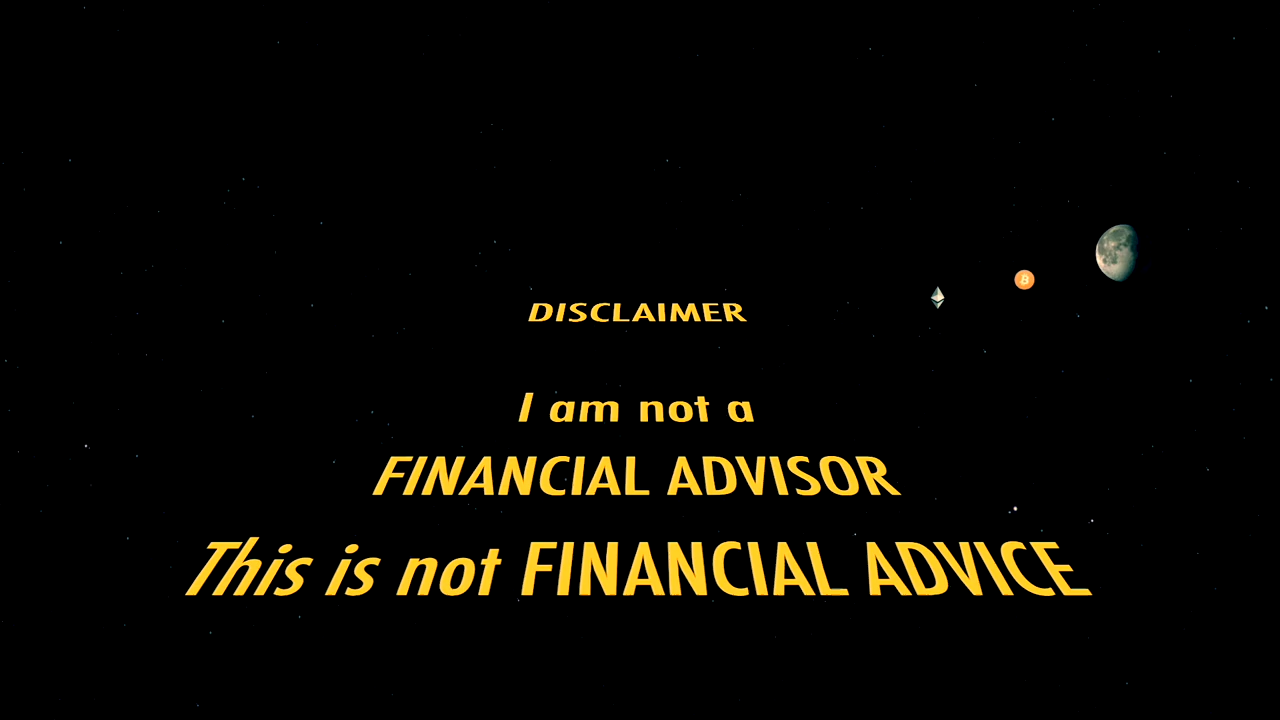 DISCLAIMER
I am not a
FINANCIAL ADVISOR
This is not FINANCIAL ADVICE